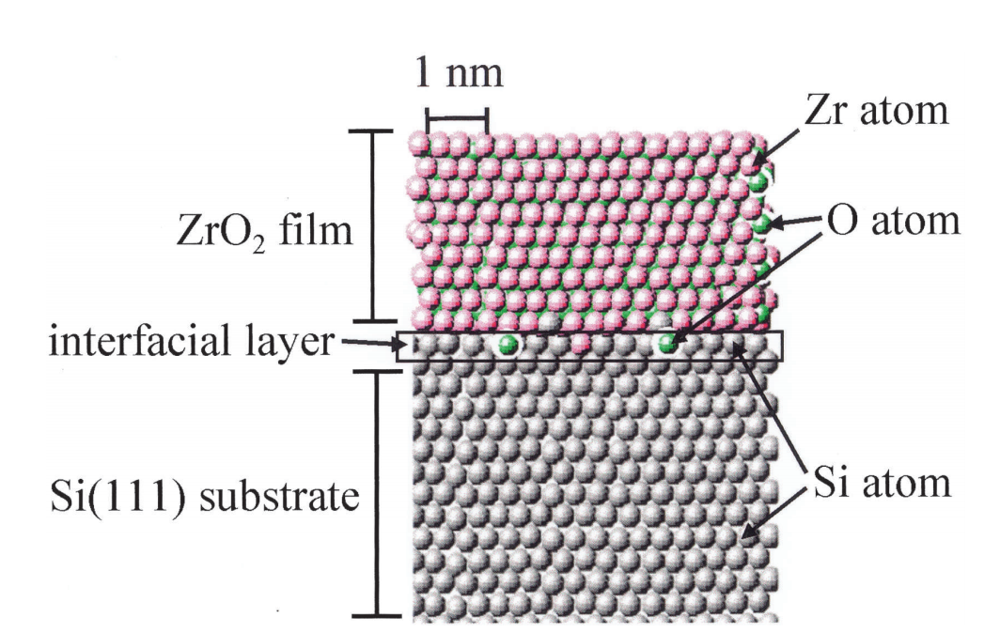 1 nm
Zr atom
ZrO₂ film
O atom
interfacial layer
Si(111) substrate
Si atom